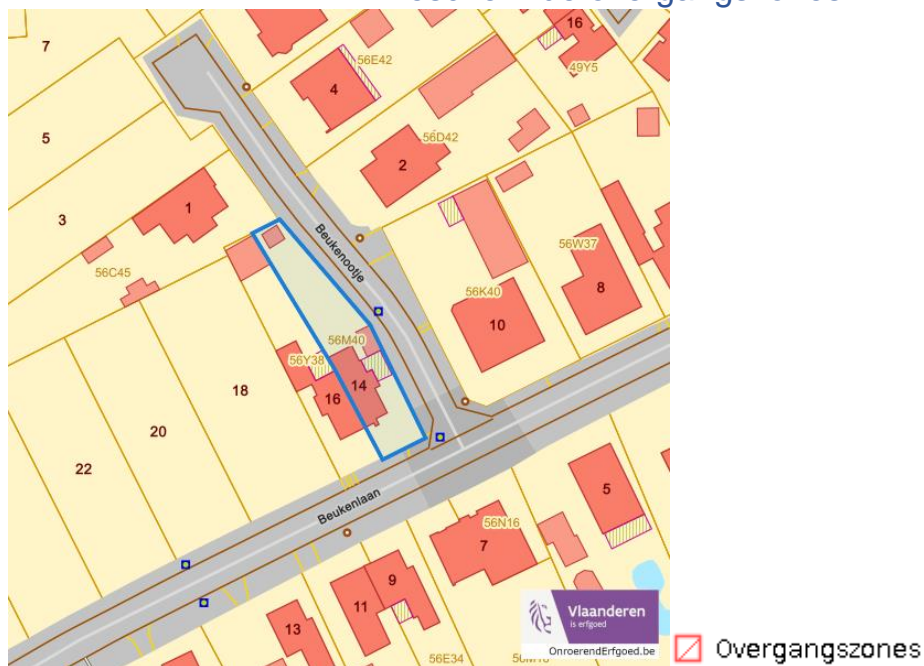 7
16
56E42
49Y5
4
5
56D42
2
1
3
Beukenootje
56W37
56C45
56K40
8
10
56M40
56Y38
14
18
16
20
22
5
Beukenlaan
56N16
7
9
11
13
56E34
Vlaanderen
is erfgoed
OnroerendErfgoed.be
Overgangszones